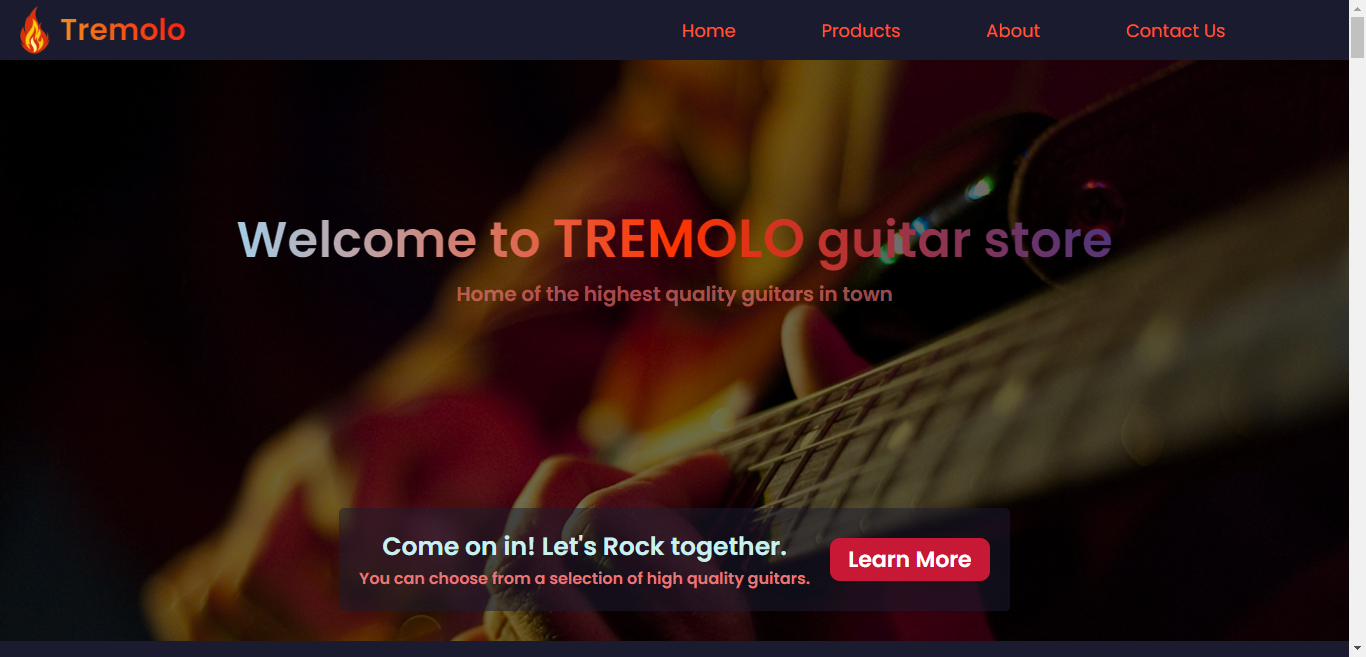 Tremolo
Home Products About Contact Us
Welcome to TREMOLO guitar store
Home of the highest quality guitars in town
Come on in! Let's Rock together.
You can choose from a selection of high quality guitars.
Learn More